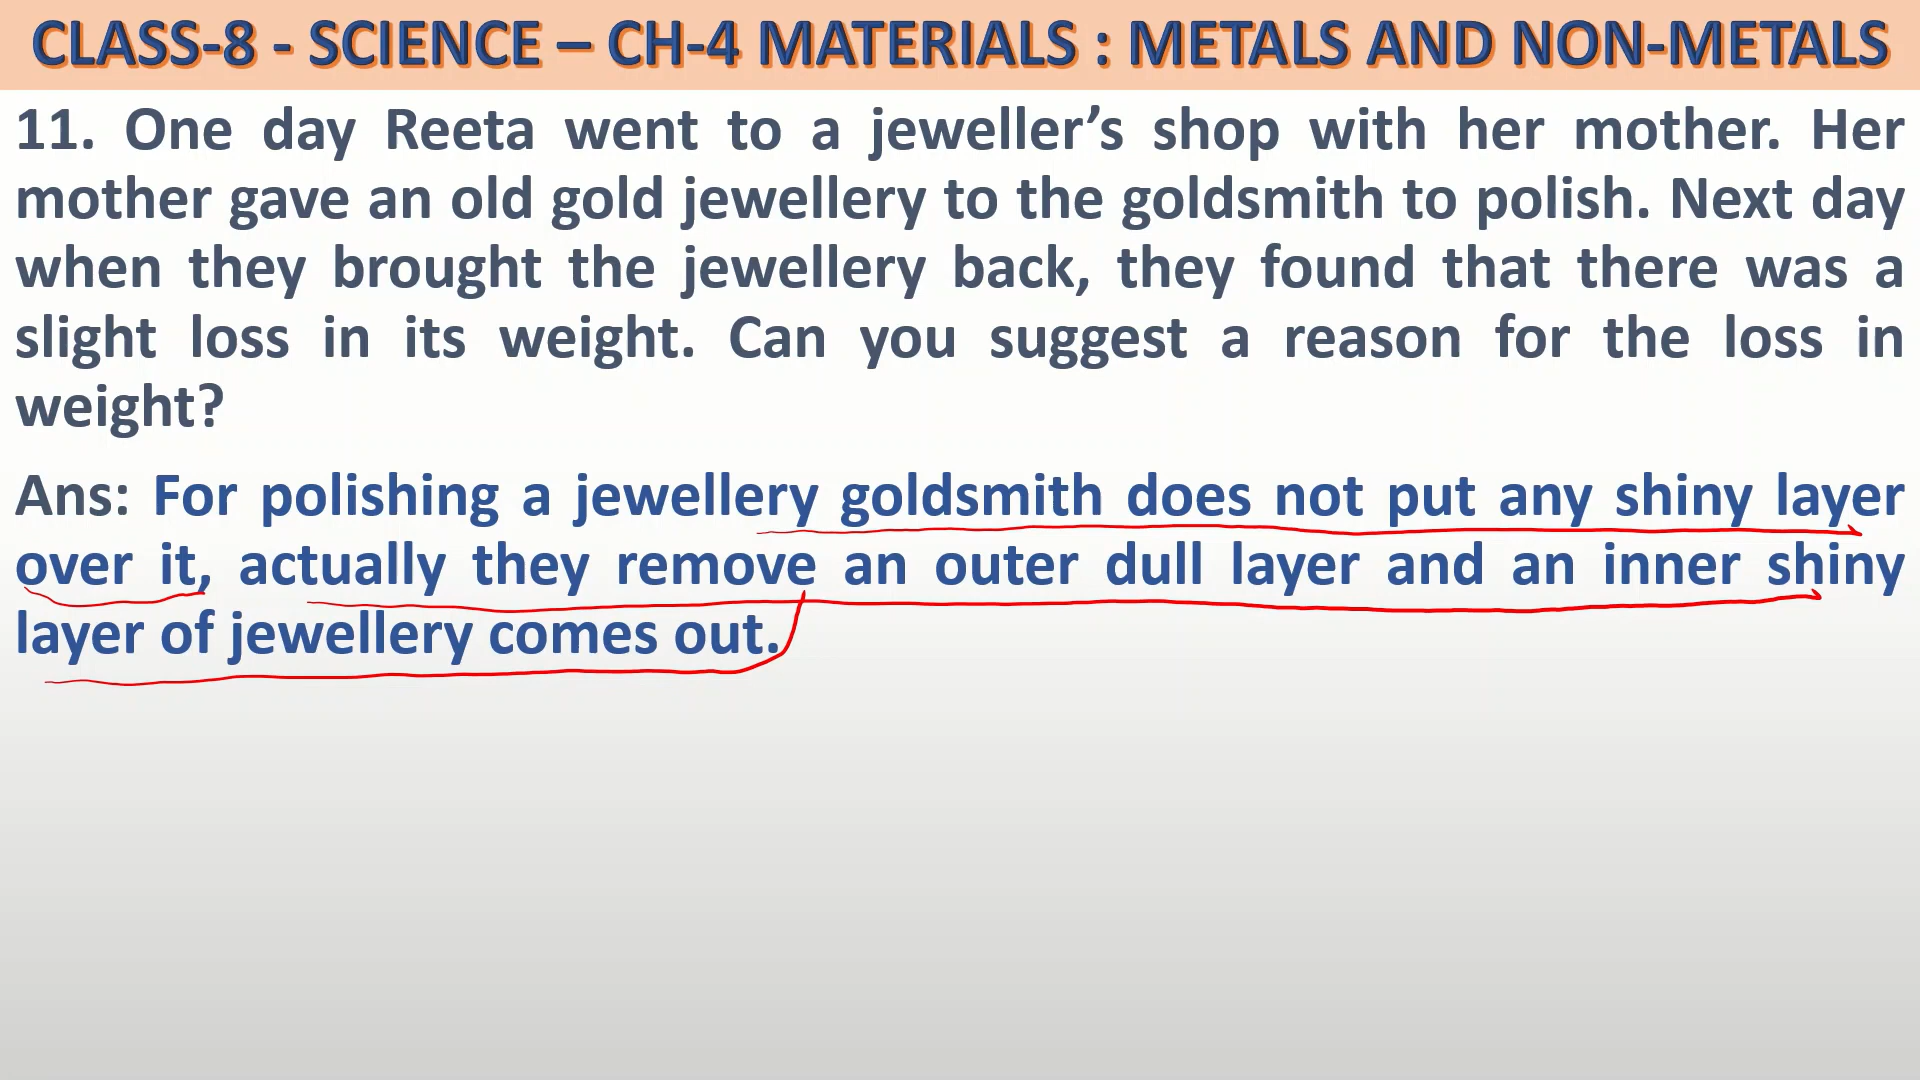 CLASS-8 - SCIENCE – CH-4 MATERIALS : METALS AND NON-METALS
11. One day Reeta went to a jeweller’s shop with her mother. Her
mother gave an old gold jewellery to the goldsmith to polish. Next day
when they brought the jewellery back, they found that there was a
slight loss in its weight. Can you suggest a reason for the loss in
weight?
Ans: For polishing a jewellery goldsmith does not put any shiny layer
over it, actually they remove an outer dull layer and an inner shiny
layer of jewellery comes out.